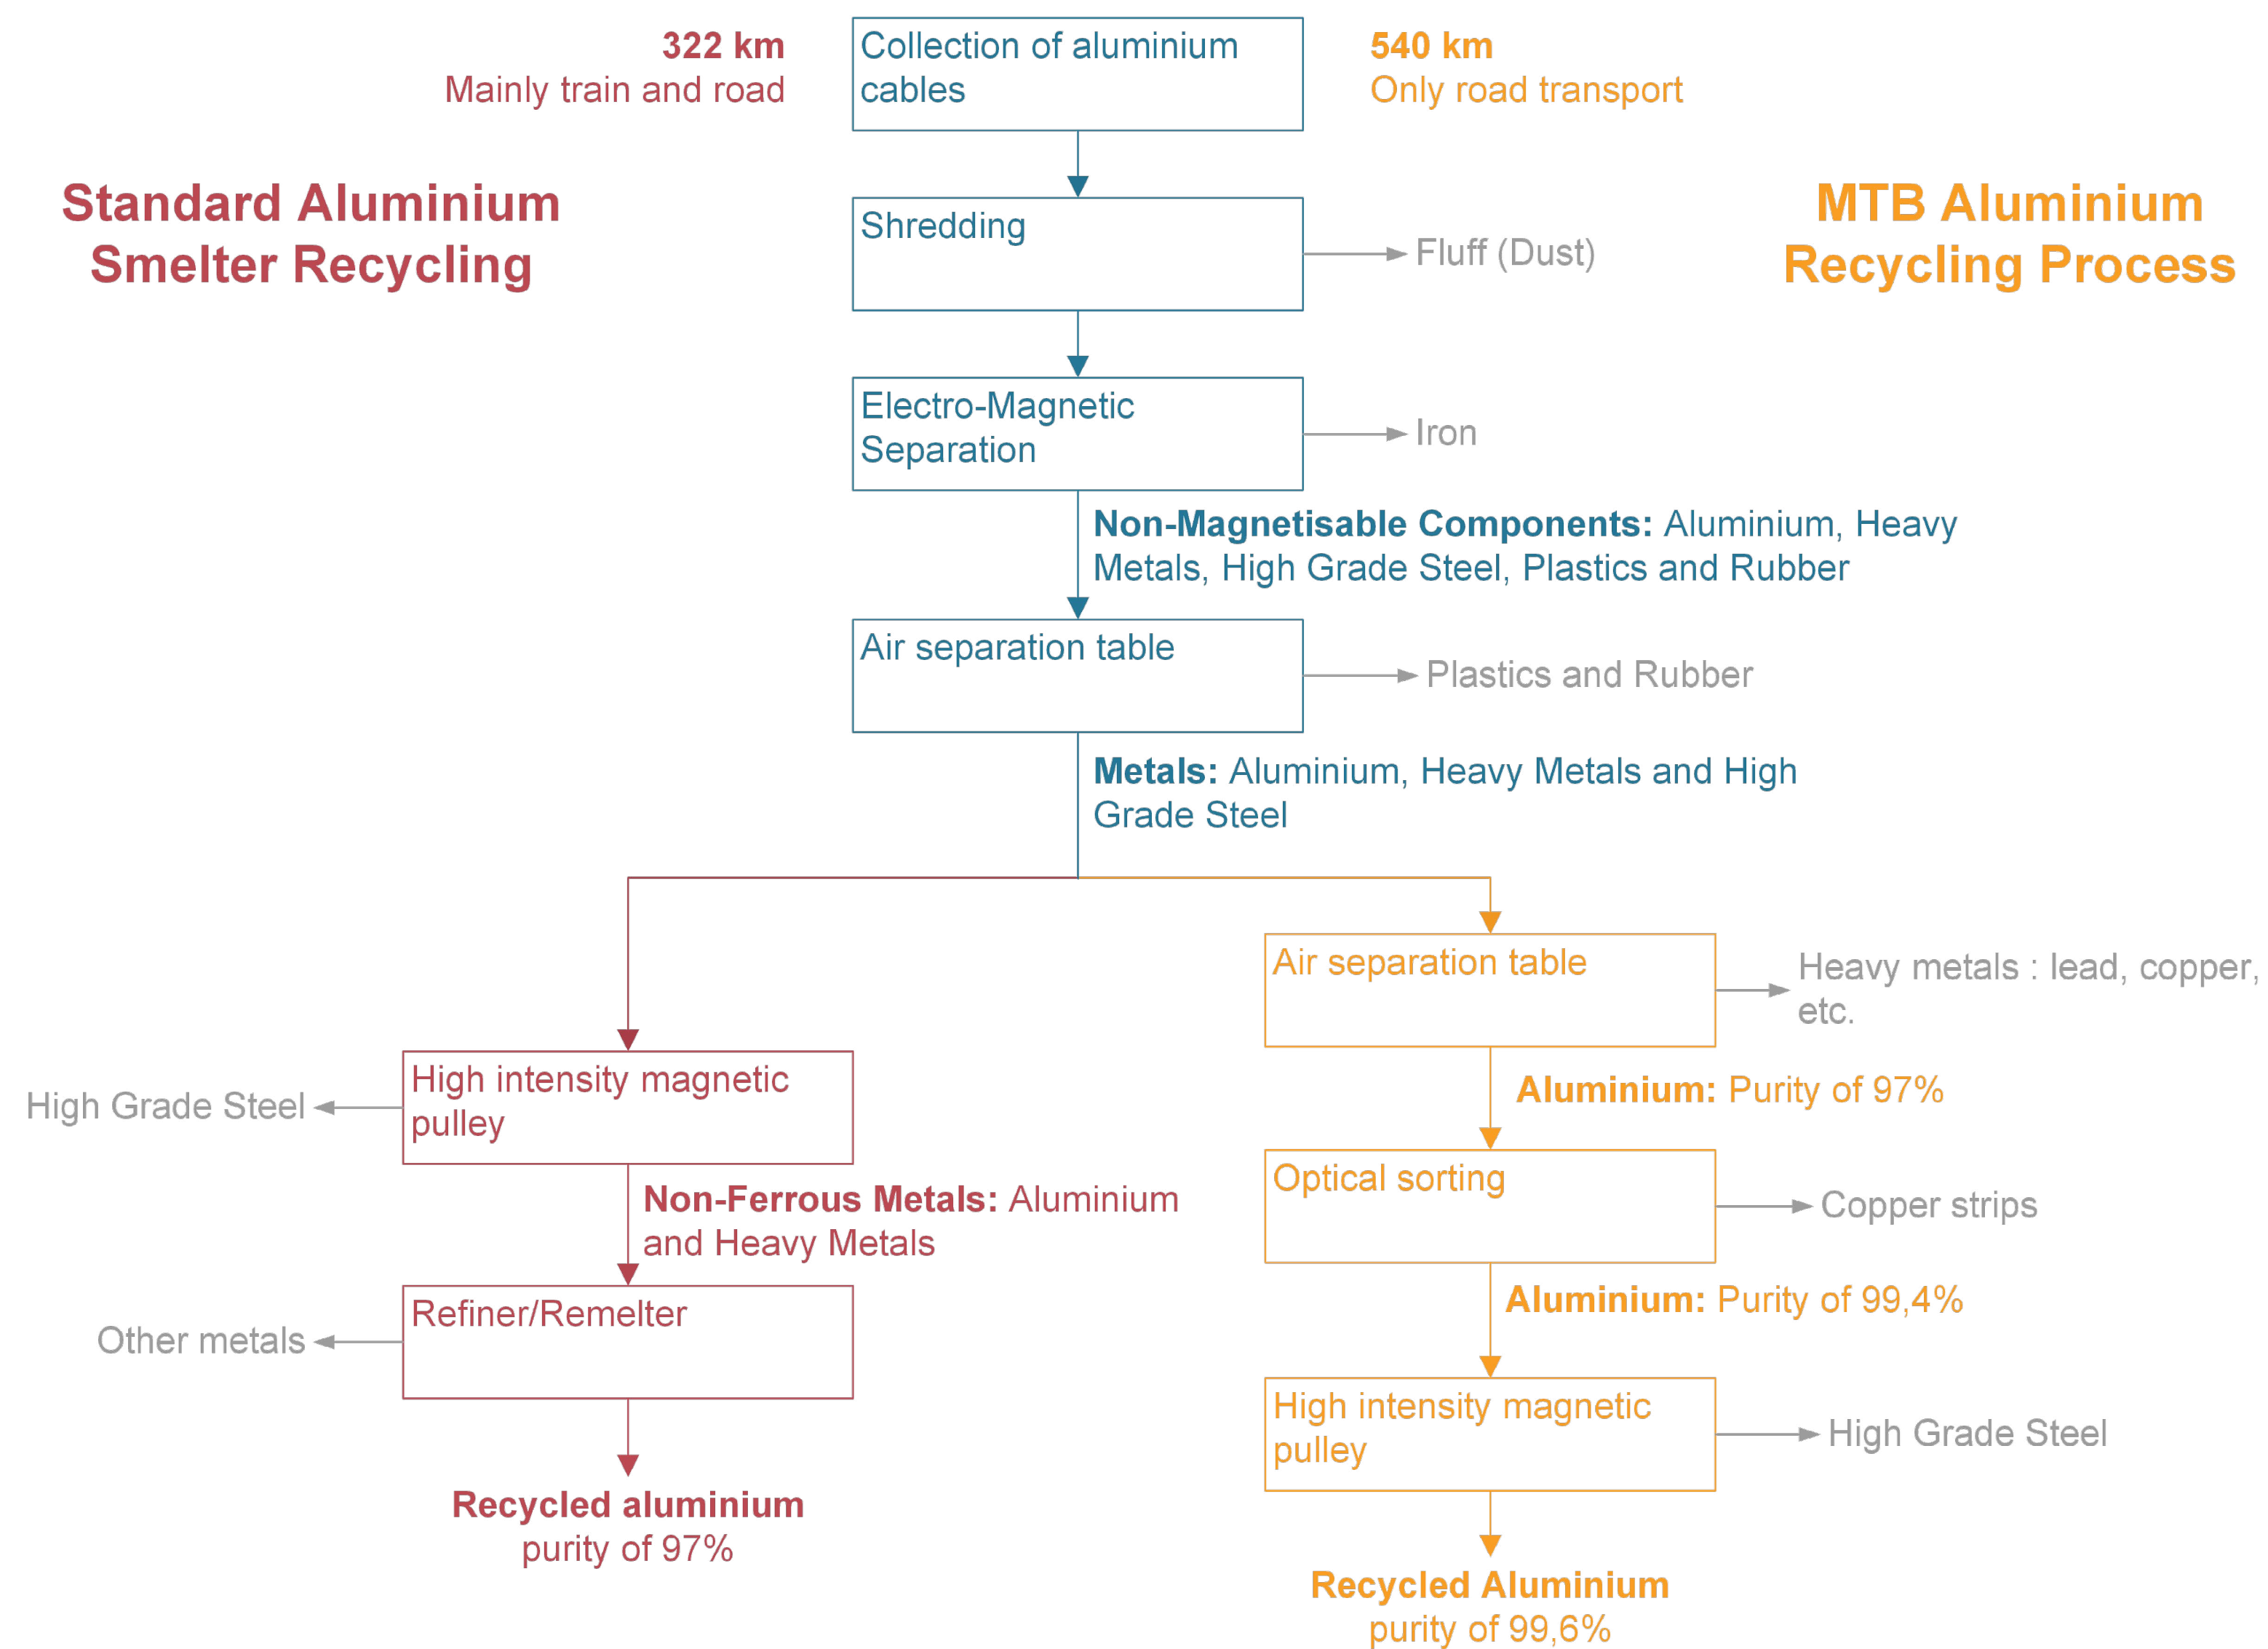 322 km
Mainly train and road
Collection of aluminium
cables
540 km
Only road transport
Standard Aluminium
Smelter Recycling
MTB Aluminium
Recycling Process
Shredding
Fluff (Dust)
Electro-Magnetic
Separation
Iron
Non-Magnetisable Components: Aluminium, Heavy
Metals, High Grade Steel, Plastics and Rubber
Air separation table
Plastics and Rubber
Metals: Aluminium, Heavy Metals and High
Grade Steel
High intensity magnetic
pulley
High Grade Steel
Non-Ferrous Metals: Aluminium
and Heavy Metals
Refiner/Remelter
Other metals
Recycled aluminium
purity of 97%
Air separation table
Heavy metals : lead, copper,
etc.
Aluminium: Purity of 97%
Optical sorting
Copper strips
Aluminium: Purity of 99,4%
High intensity magnetic
pulley
High Grade Steel
Recycled Aluminium
purity of 99,6%